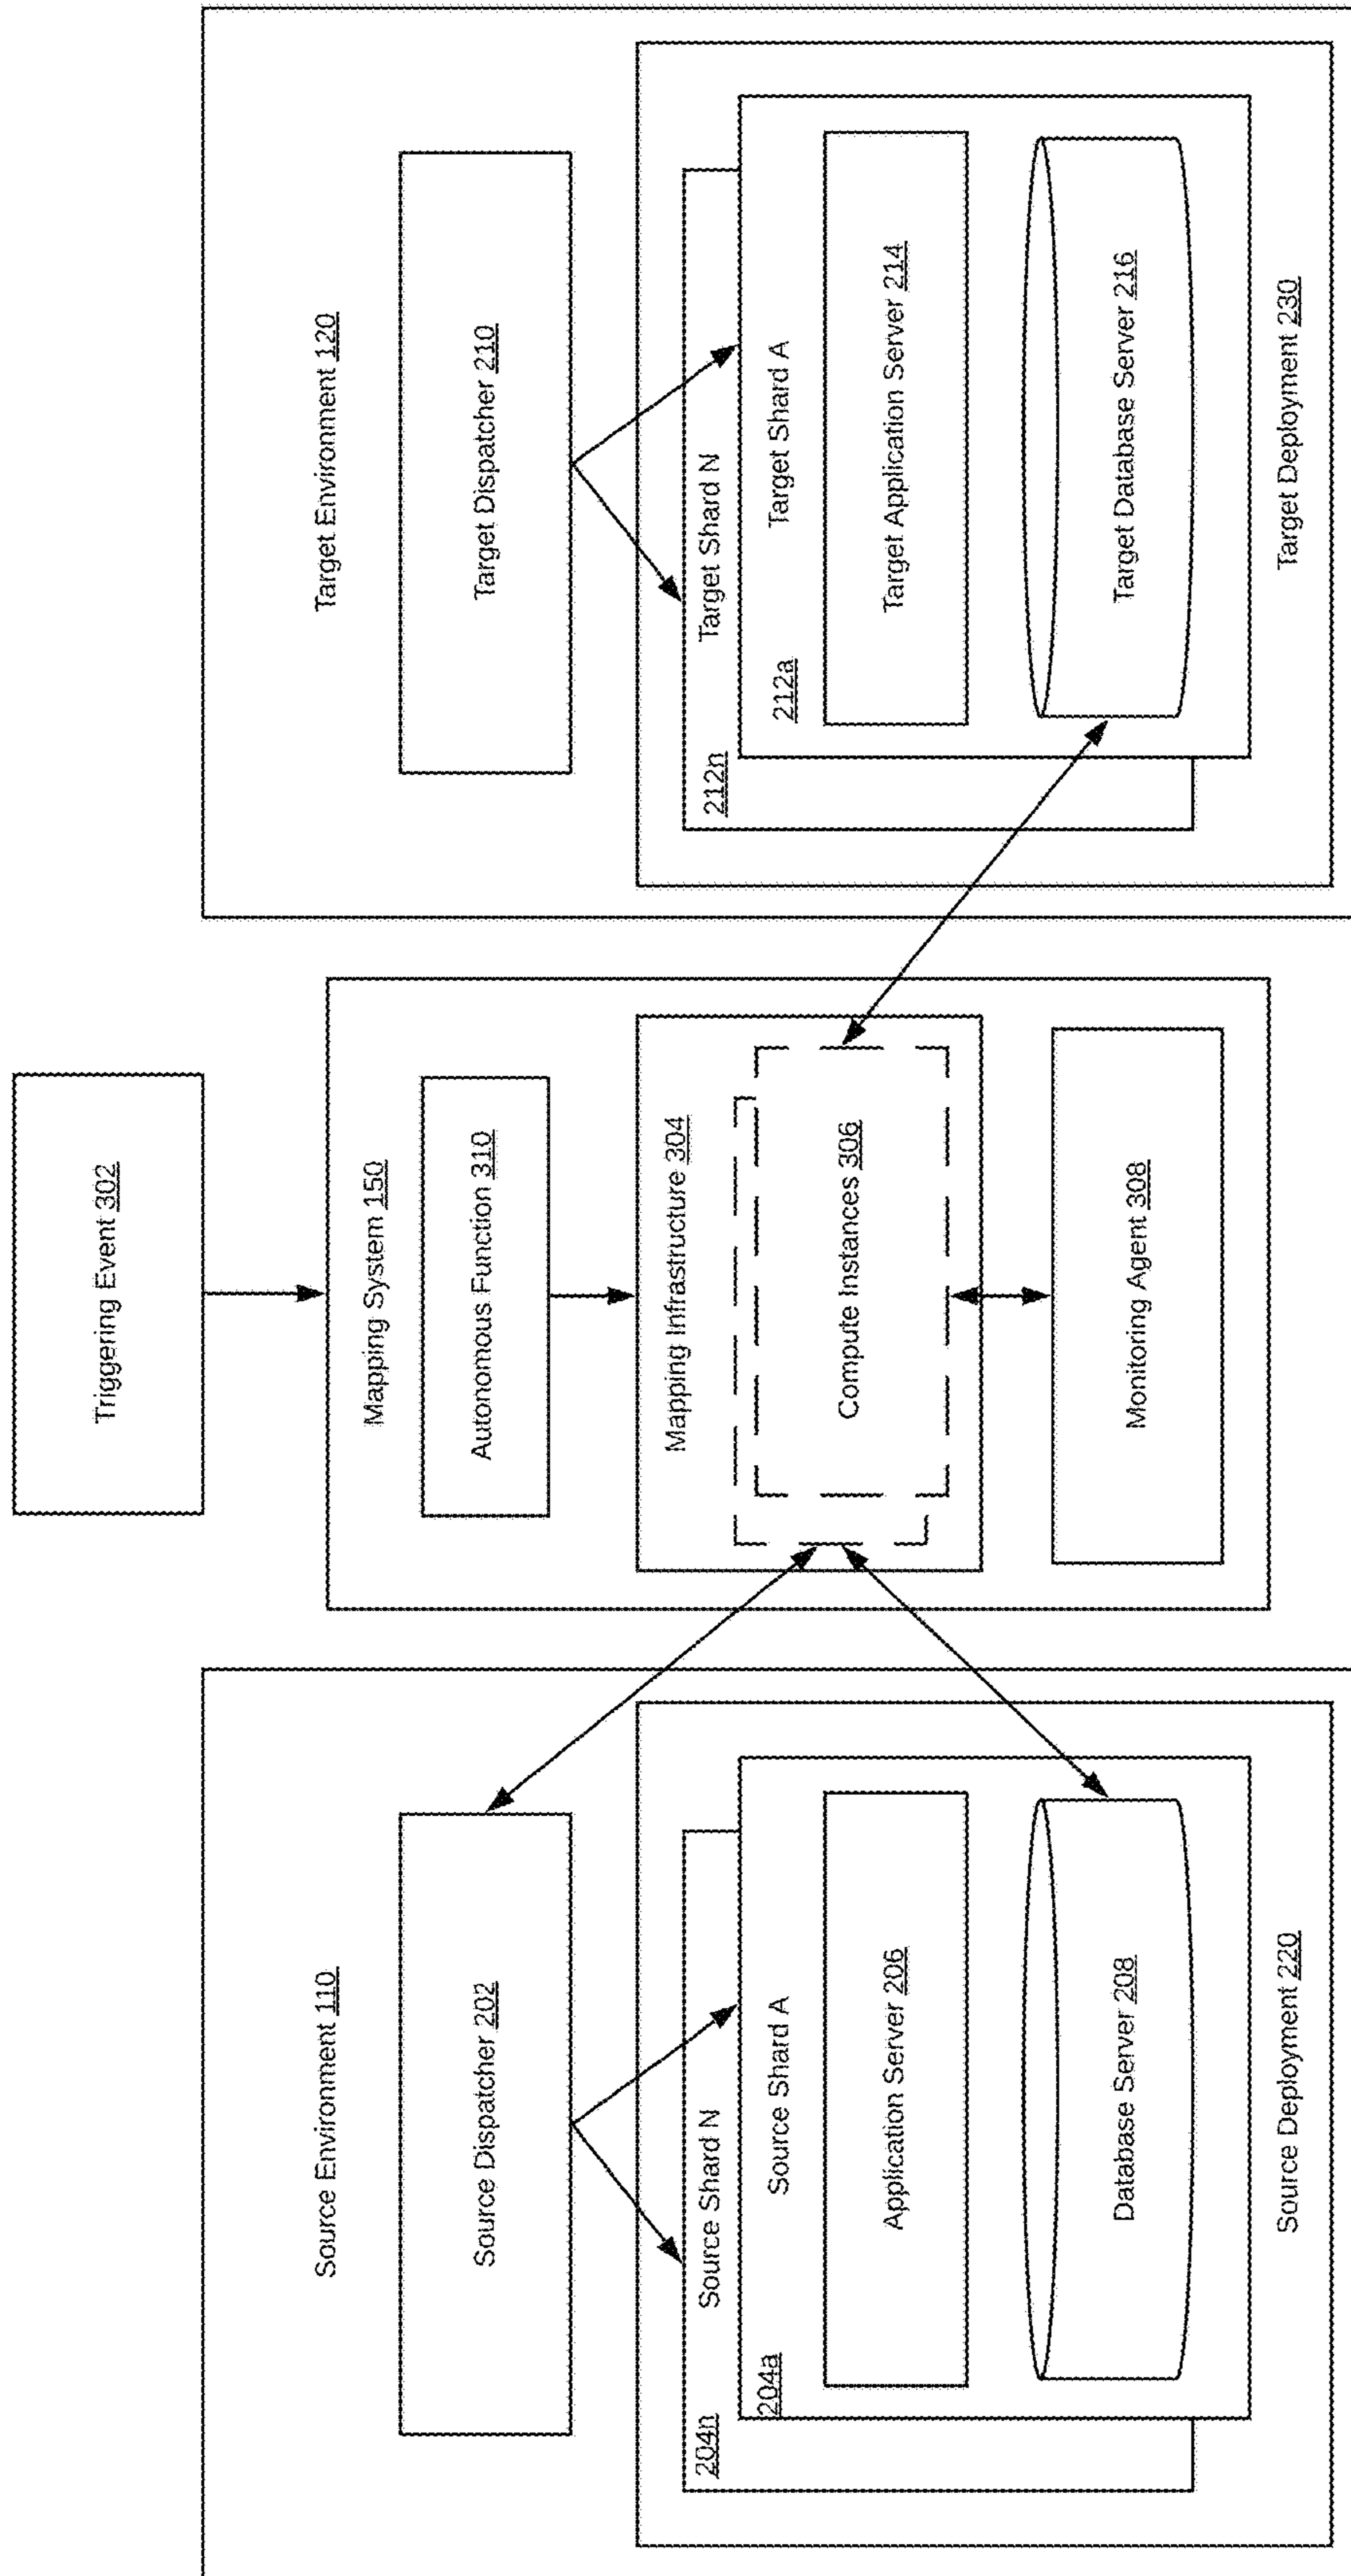 Triggering Event 302
Source Environment 110
Source Dispatcher 202
204n
Source Shard N
204a
Source Shard A
Application Server 206
Database Server 208
Source Deployment 220
Mapping System 150
Autonomous Function 310
Mapping Infrastructure 304
Compute Instances 306
Monitoring Agent 308
Target Environment 120
Target Dispatcher 210
212n
Target Shard N
212a
Target Shard A
Target Application Server 214
Target Database Server 216
Target Deployment 230